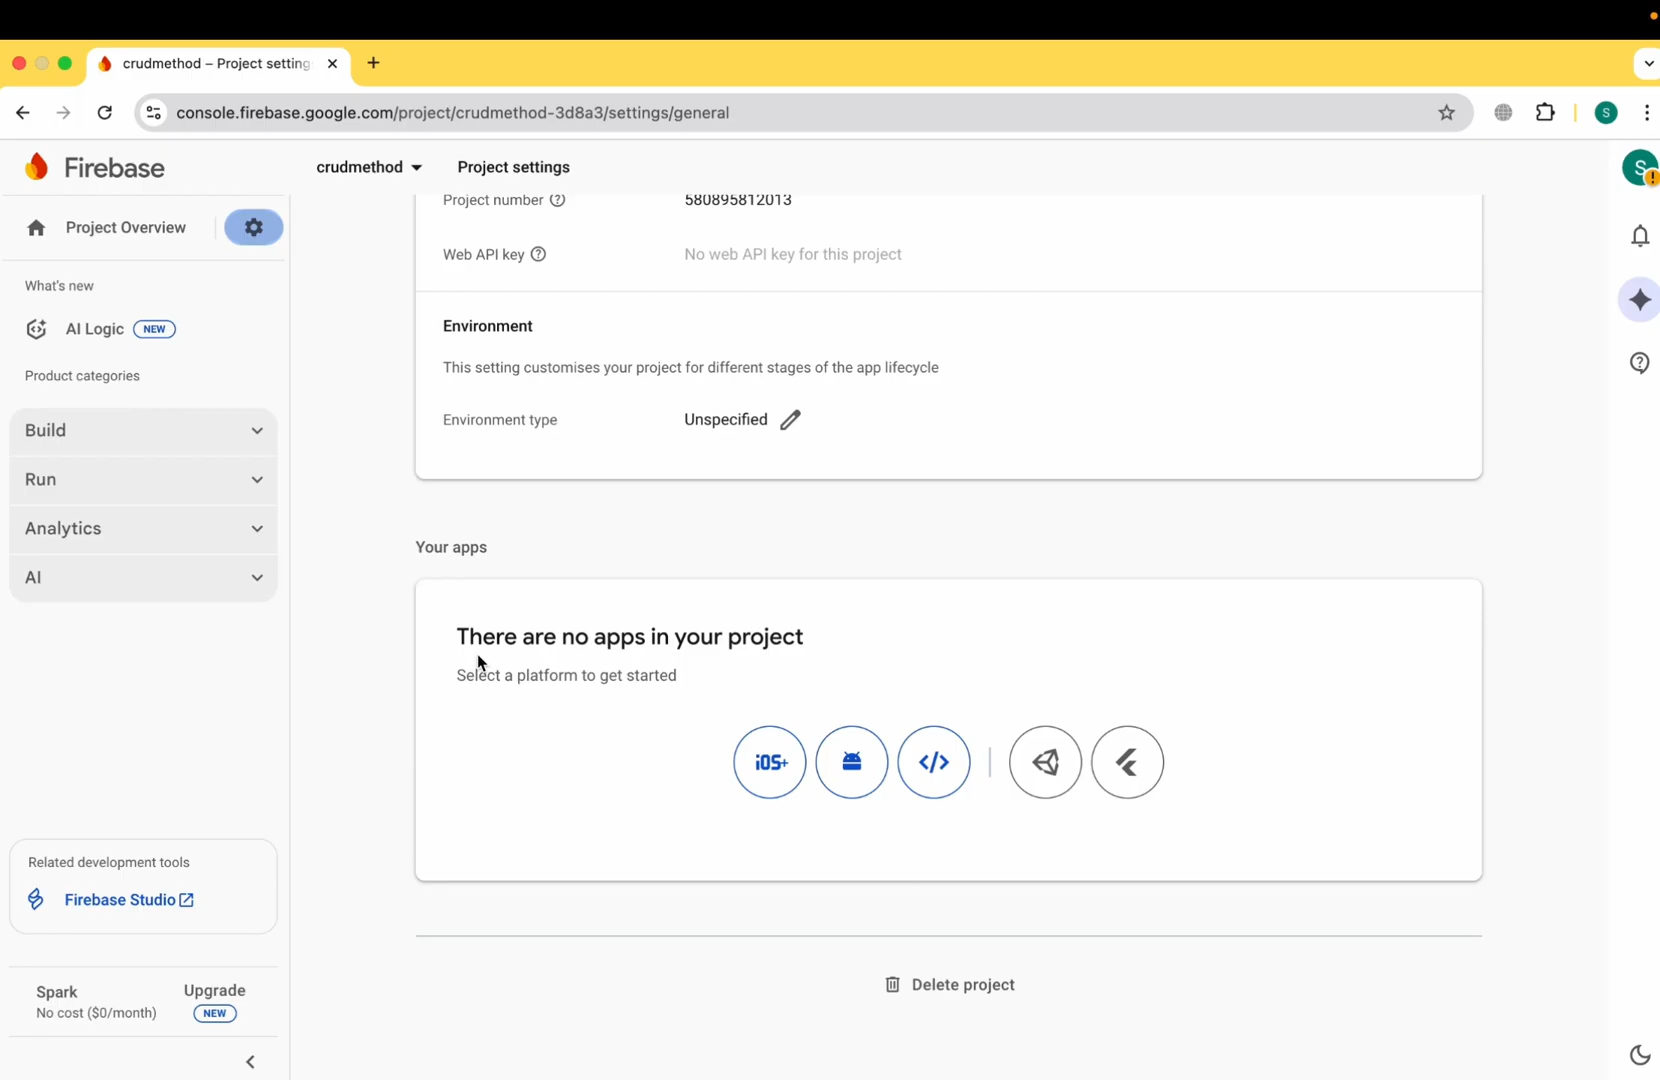 crudmethod – Project setting
console.firebase.google.com/project/crudmethod-3d8a3/settings/general
S
Firebase
crudmethod
Project settings
S
Project Overview
What's new
AI Logic NEW
Product categories
Build
Run
Analytics
AI
Related development tools
Firebase Studio
Spark
No cost ($0/month)
Upgrade
NEW
Project number
580895812013
Web API key
No web API key for this project
Environment
This setting customises your project for different stages of the app lifecycle
Environment type
Unspecified
Your apps
There are no apps in your project
Select a platform to get started
iOS+
Delete project